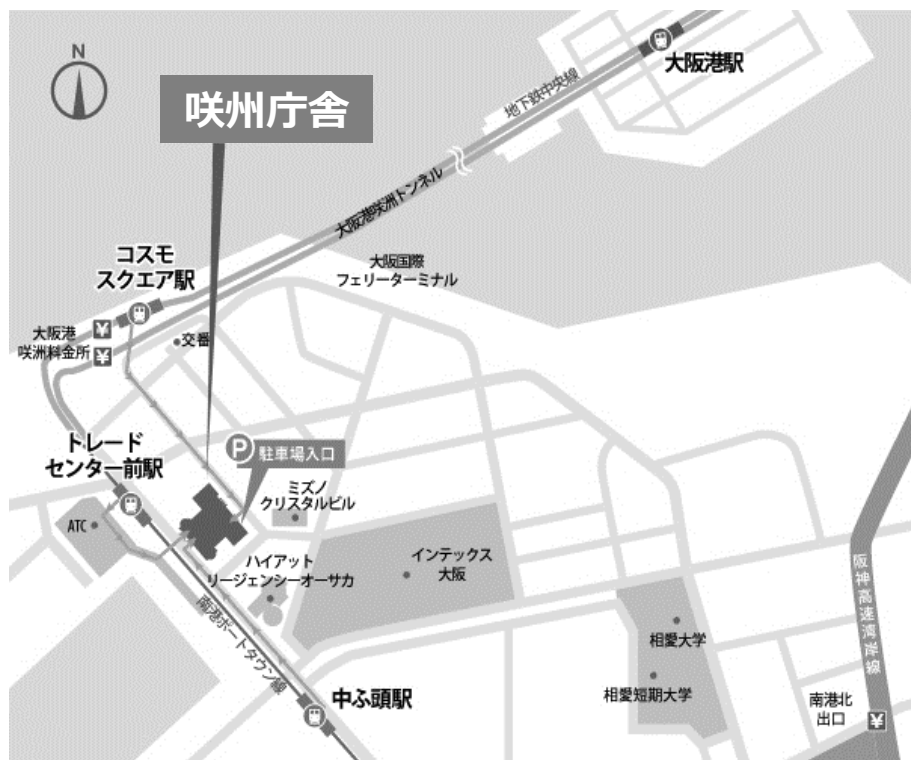 N
咲州庁舎
大阪港駅
地下鉄中央線
大阪港咲洲トンネル
コスモ
スクエア駅
大阪国際
フェリーターミナル
大阪港
咲洲料金所
¥
¥
交番
トレード
センター前駅
P
駐車場入口
ミズノ
クリスタルビル
ATC
ハイアット
リージェンシーオーサカ
インテックス
大阪
南港ポートタウン線
中ふ頭駅
相愛大学
相愛短期大学
阪神高速湾岸線
南港北
出口
¥